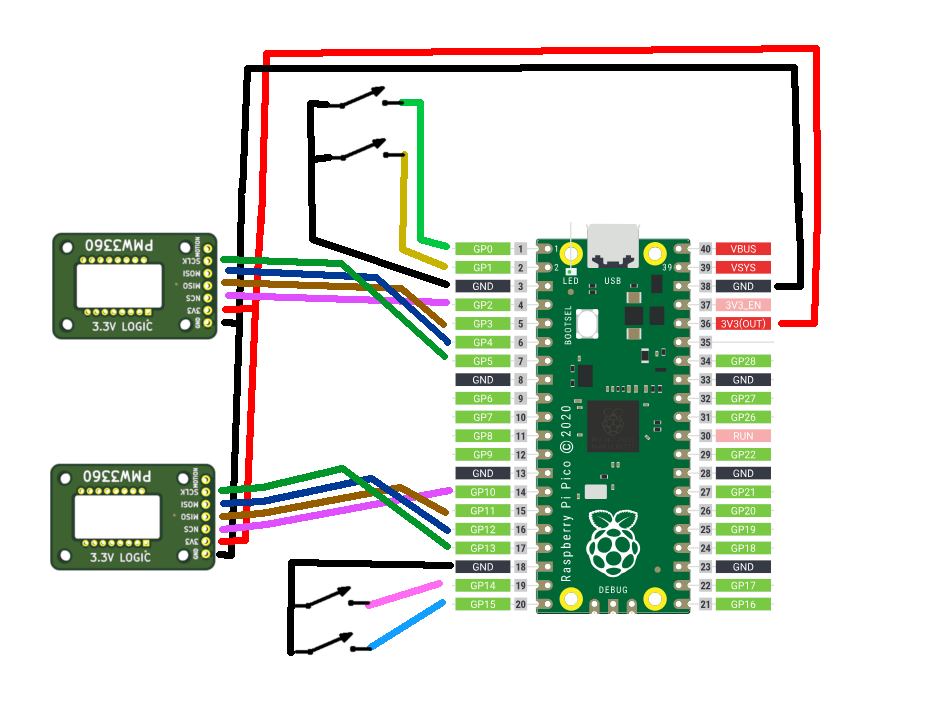 PMW3360
MOTION
SCLK
MOSI
MISO
NCS
3V3
GND
3.3V LOGIC
PMW3360
MOTION
SCLK
MOSI
MISO
NCS
3V3
GND
3.3V LOGIC
GP0 1
GP1 2
GND 3
GP2 4
GP3 5
GP4 6
GP5 7
GND 8
GP6 9
GP7 10
GP8 11
GP9 12
GND 13
GP10 14
GP11 15
GP12 16
GP13 17
GND 18
GP14 19
GP15 20
1
2
39
LED
USB
BOOTSEL
Raspberry Pi Pico © 2020
DEBUG
40 VBUS
39 VSYS
38 GND
37 3V3_EN
36 3V3(OUT)
35
34 GP28
33 GND
32 GP27
31 GP26
30 RUN
29 GP22
28 GND
27 GP21
26 GP20
25 GP19
24 GP18
23 GND
22 GP17
21 GP16